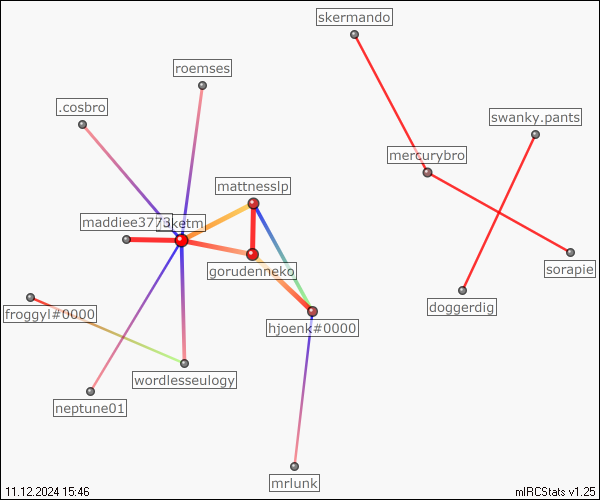 skermando
roemses
.cosbro
swanky.pants
mercurybro
mattnesslp
maddiee3773
gorudenneko
sorapie
froggyl#0000
doggerdig
hjoenk#0000
wordlesseulogy
neptune01
mrlunk
11.12.2024 15:46
mIRCStats v1.25